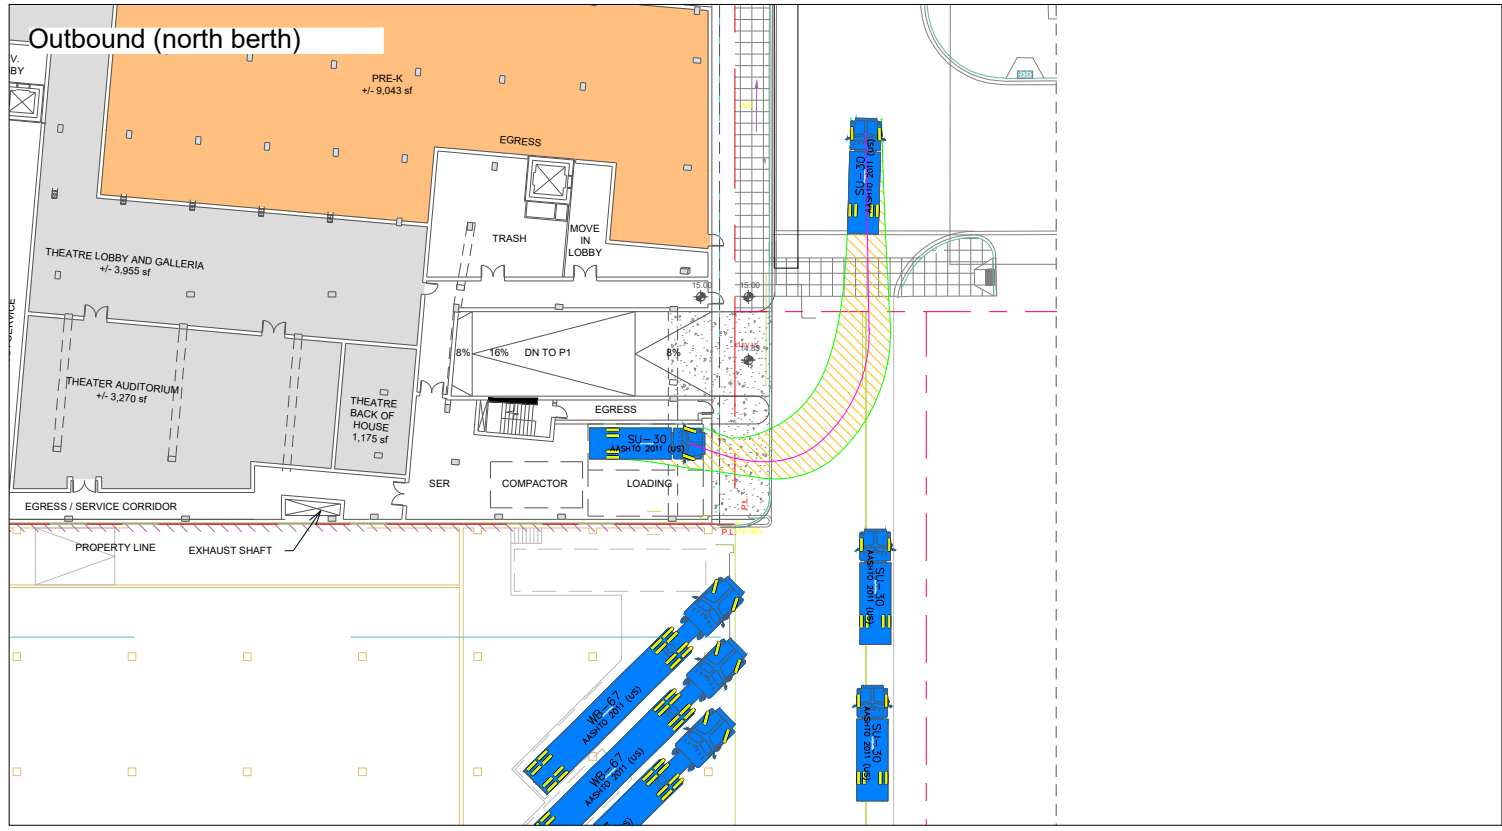 Outbound (north berth)
V.
BY
PRE-K
+/- 9,043 sf
EGRESS
TRASH
MOVE
IN
LOBBY
THEATRE LOBBY AND GALLERIA
+/- 3,955 sf
SU-30
AASHTO 2011 (US)
15.00
15.00
8%
16%
DN TO P1
8%
14.85
THEATER AUDITORIUM
+/- 3,270 sf
THEATRE
BACK OF
HOUSE
1,175 sf
EGRESS
SU-30
AASHTO 2011 (US)
SER
COMPACTOR
LOADING
EGRESS / SERVICE CORRIDOR
P.L.
P.L.
PROPERTY LINE
EXHAUST SHAFT
SU-30
AASHTO 2011 (US)
WB-67
AASHTO 2011 (US)
WB-67
AASHTO 2011 (US)
SU-30
AASHTO 2011 (US)